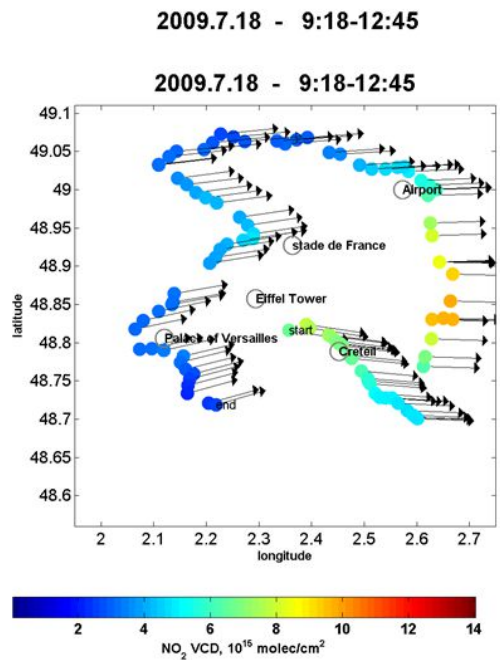 2009.7.18 - 9:18-12:45
2009.7.18 - 9:18-12:45
49.1
49.05
49
48.95
48.9
48.85
48.8
48.75
48.7
48.65
48.6
latitude
Airport
stade de France
Eiffel Tower
start
Palace of Versailles
Creteil
end
2 2.1 2.2 2.3 2.4 2.5 2.6 2.7
longitude
2 4 6 8 10 12 14
NO₂ VCD, 10¹⁵ molec/cm²